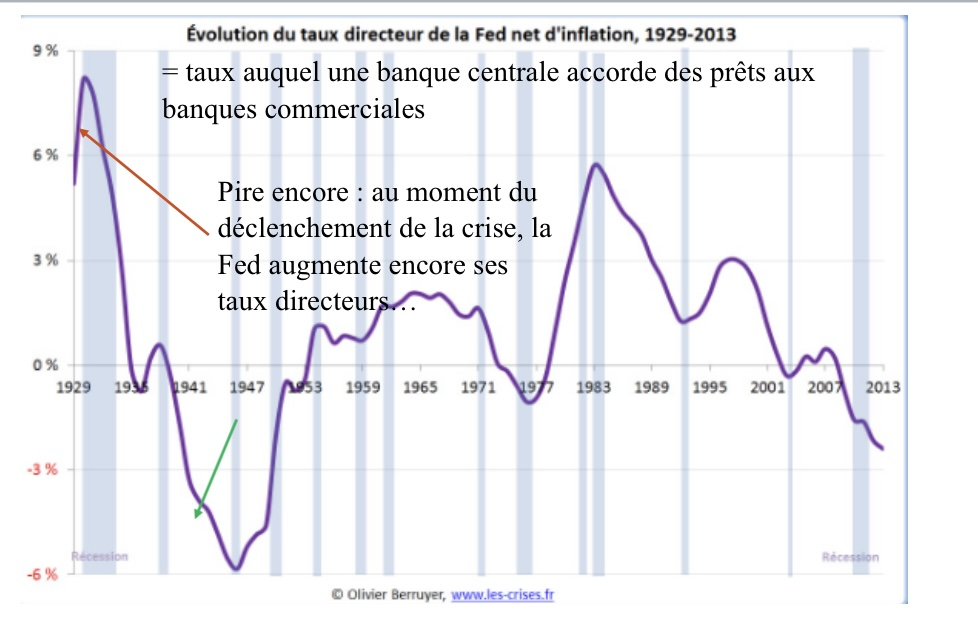 Évolution du taux directeur de la Fed net d'inflation, 1929-2013
9 %
= taux auquel une banque centrale accorde des prêts aux
banques commerciales
6 %
Pire encore : au moment du
déclenchement de la crise, la
Fed augmente encore ses
taux directeurs…
3 %
0 %
1929 1935 1941 1947 1953 1959 1965 1971 1977 1983 1989 1995 2001 2007 2013
-3 %
Récession Récession
-6 %
© Olivier Berruyer, www.les-crises.fr